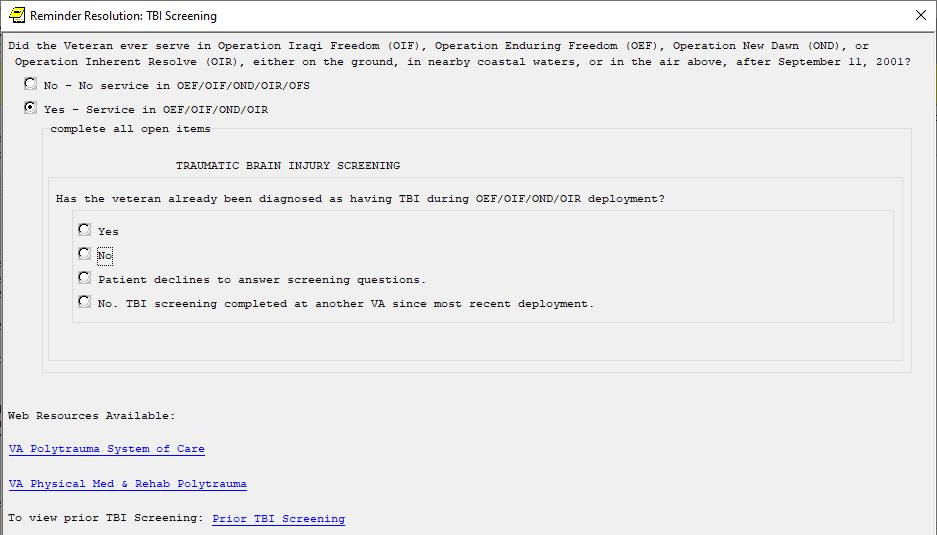 Reminder Resolution: TBI Screening
Did the Veteran ever serve in Operation Iraqi Freedom (OIF), Operation Enduring Freedom (OEF), Operation New Dawn (OND), or
Operation Inherent Resolve (OIR), either on the ground, in nearby coastal waters, or in the air above, after September 11, 2001?
No - No service in OEF/OIF/OND/OIR/OFS
Yes - Service in OEF/OIF/OND/OIR
complete all open items
TRAUMATIC BRAIN INJURY SCREENING
Has the veteran already been diagnosed as having TBI during OEF/OIF/OND/OIR deployment?
Yes
No
Patient declines to answer screening questions.
No. TBI screening completed at another VA since most recent deployment.
Web Resources Available:
VA Polytrauma System of Care
VA Physical Med & Rehab Polytrauma
To view prior TBI Screening: Prior TBI Screening